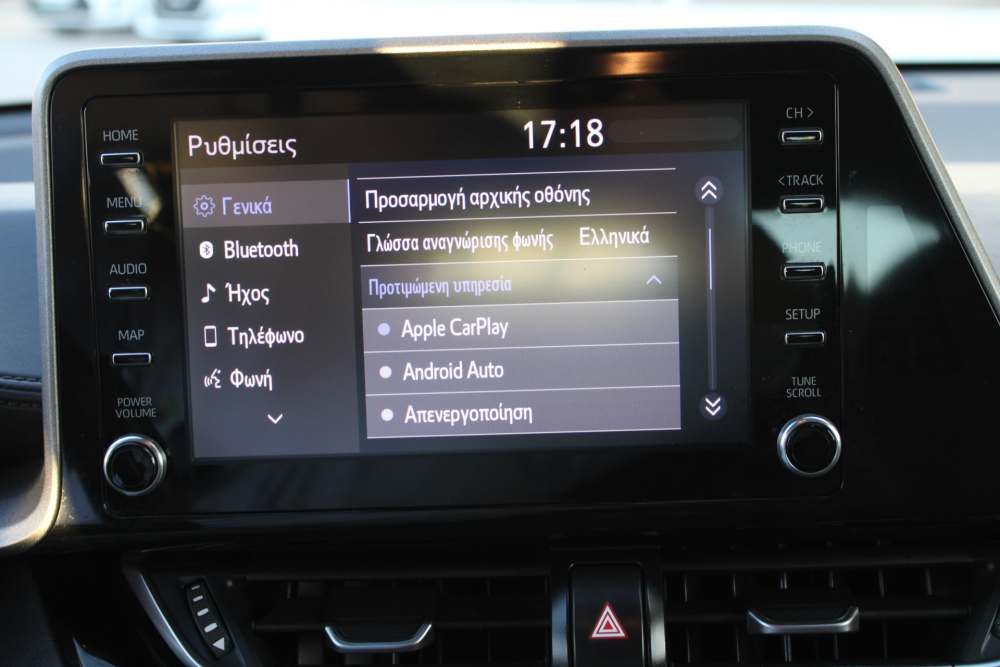 HOME
MENU
AUDIO
MAP
POWER
VOLUME
Ρυθμίσεις
17:18
Γενικά
Bluetooth
Ήχος
Τηλέφωνο
Φωνή
Προσαρμογή αρχικής οθόνης
Γλώσσα αναγνώρισης φωνής Ελληνικά
Προτιμώμενη υπηρεσία
Apple CarPlay
Android Auto
Απενεργοποίηση
CH >
< TRACK
PHONE
SETUP
TUNE
SCROLL